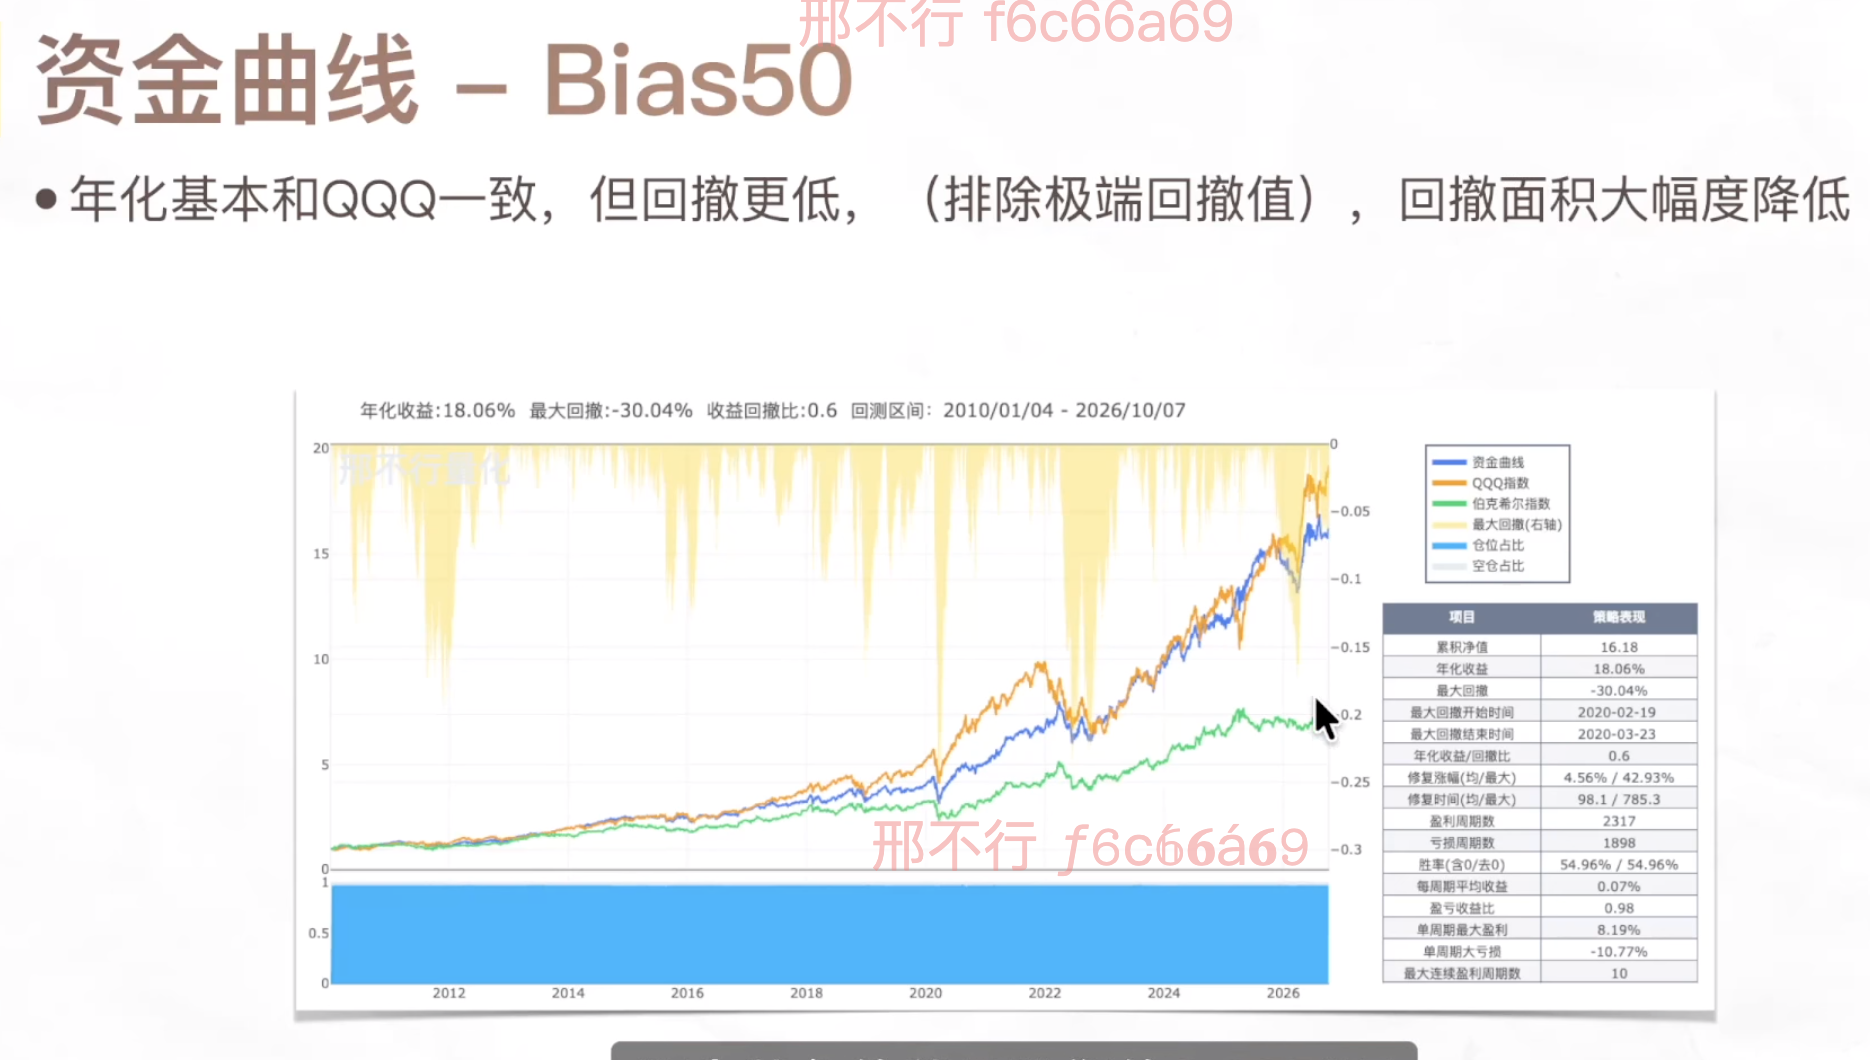 邢不行 f6c66a69
资金曲线 – Bias50
•年化基本和QQQ一致，但回撤更低，（排除极端回撤值），回撤面积大幅度降低
年化收益:18.06% 最大回撤:-30.04% 收益回撤比:0.6 回测区间：2010/01/04 - 2026/10/07
邢不行量化
20
15
10
5
0
0
−0.05
−0.1
−0.15
0.2
−0.25
−0.3
资金曲线
QQQ指数
伯克希尔指数
最大回撤(右轴)
仓位占比
空仓占比
项目 策略表现
累积净值 16.18
年化收益 18.06%
最大回撤 -30.04%
最大回撤开始时间 2020-02-19
最大回撤结束时间 2020-03-23
年化收益/回撤比 0.6
修复涨幅(均/最大) 4.56% / 42.93%
修复时间(均/最大) 98.1 / 785.3
盈利周期数 2317
亏损周期数 1898
胜率(含0/去0) 54.96% / 54.96%
每周期平均收益 0.07%
盈亏收益比 0.98
单周期最大盈利 8.19%
单周期大亏损 -10.77%
最大连续盈利周期数 10
邢不行 f6c66a69
1
0.5
0
2012 2014 2016 2018 2020 2022 2024 2026